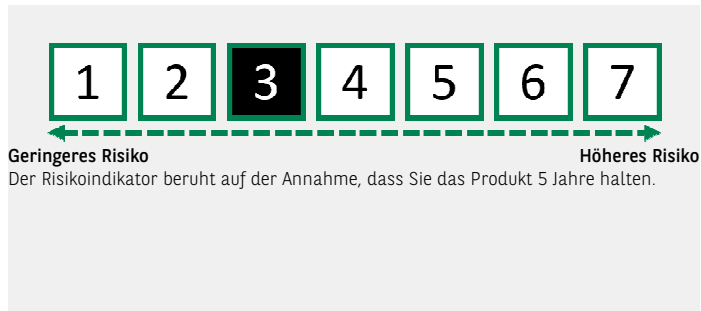 1 2 3 4 5 6 7
Geringeres Risiko Höheres Risiko
Der Risikoindikator beruht auf der Annahme, dass Sie das Produkt 5 Jahre halten.